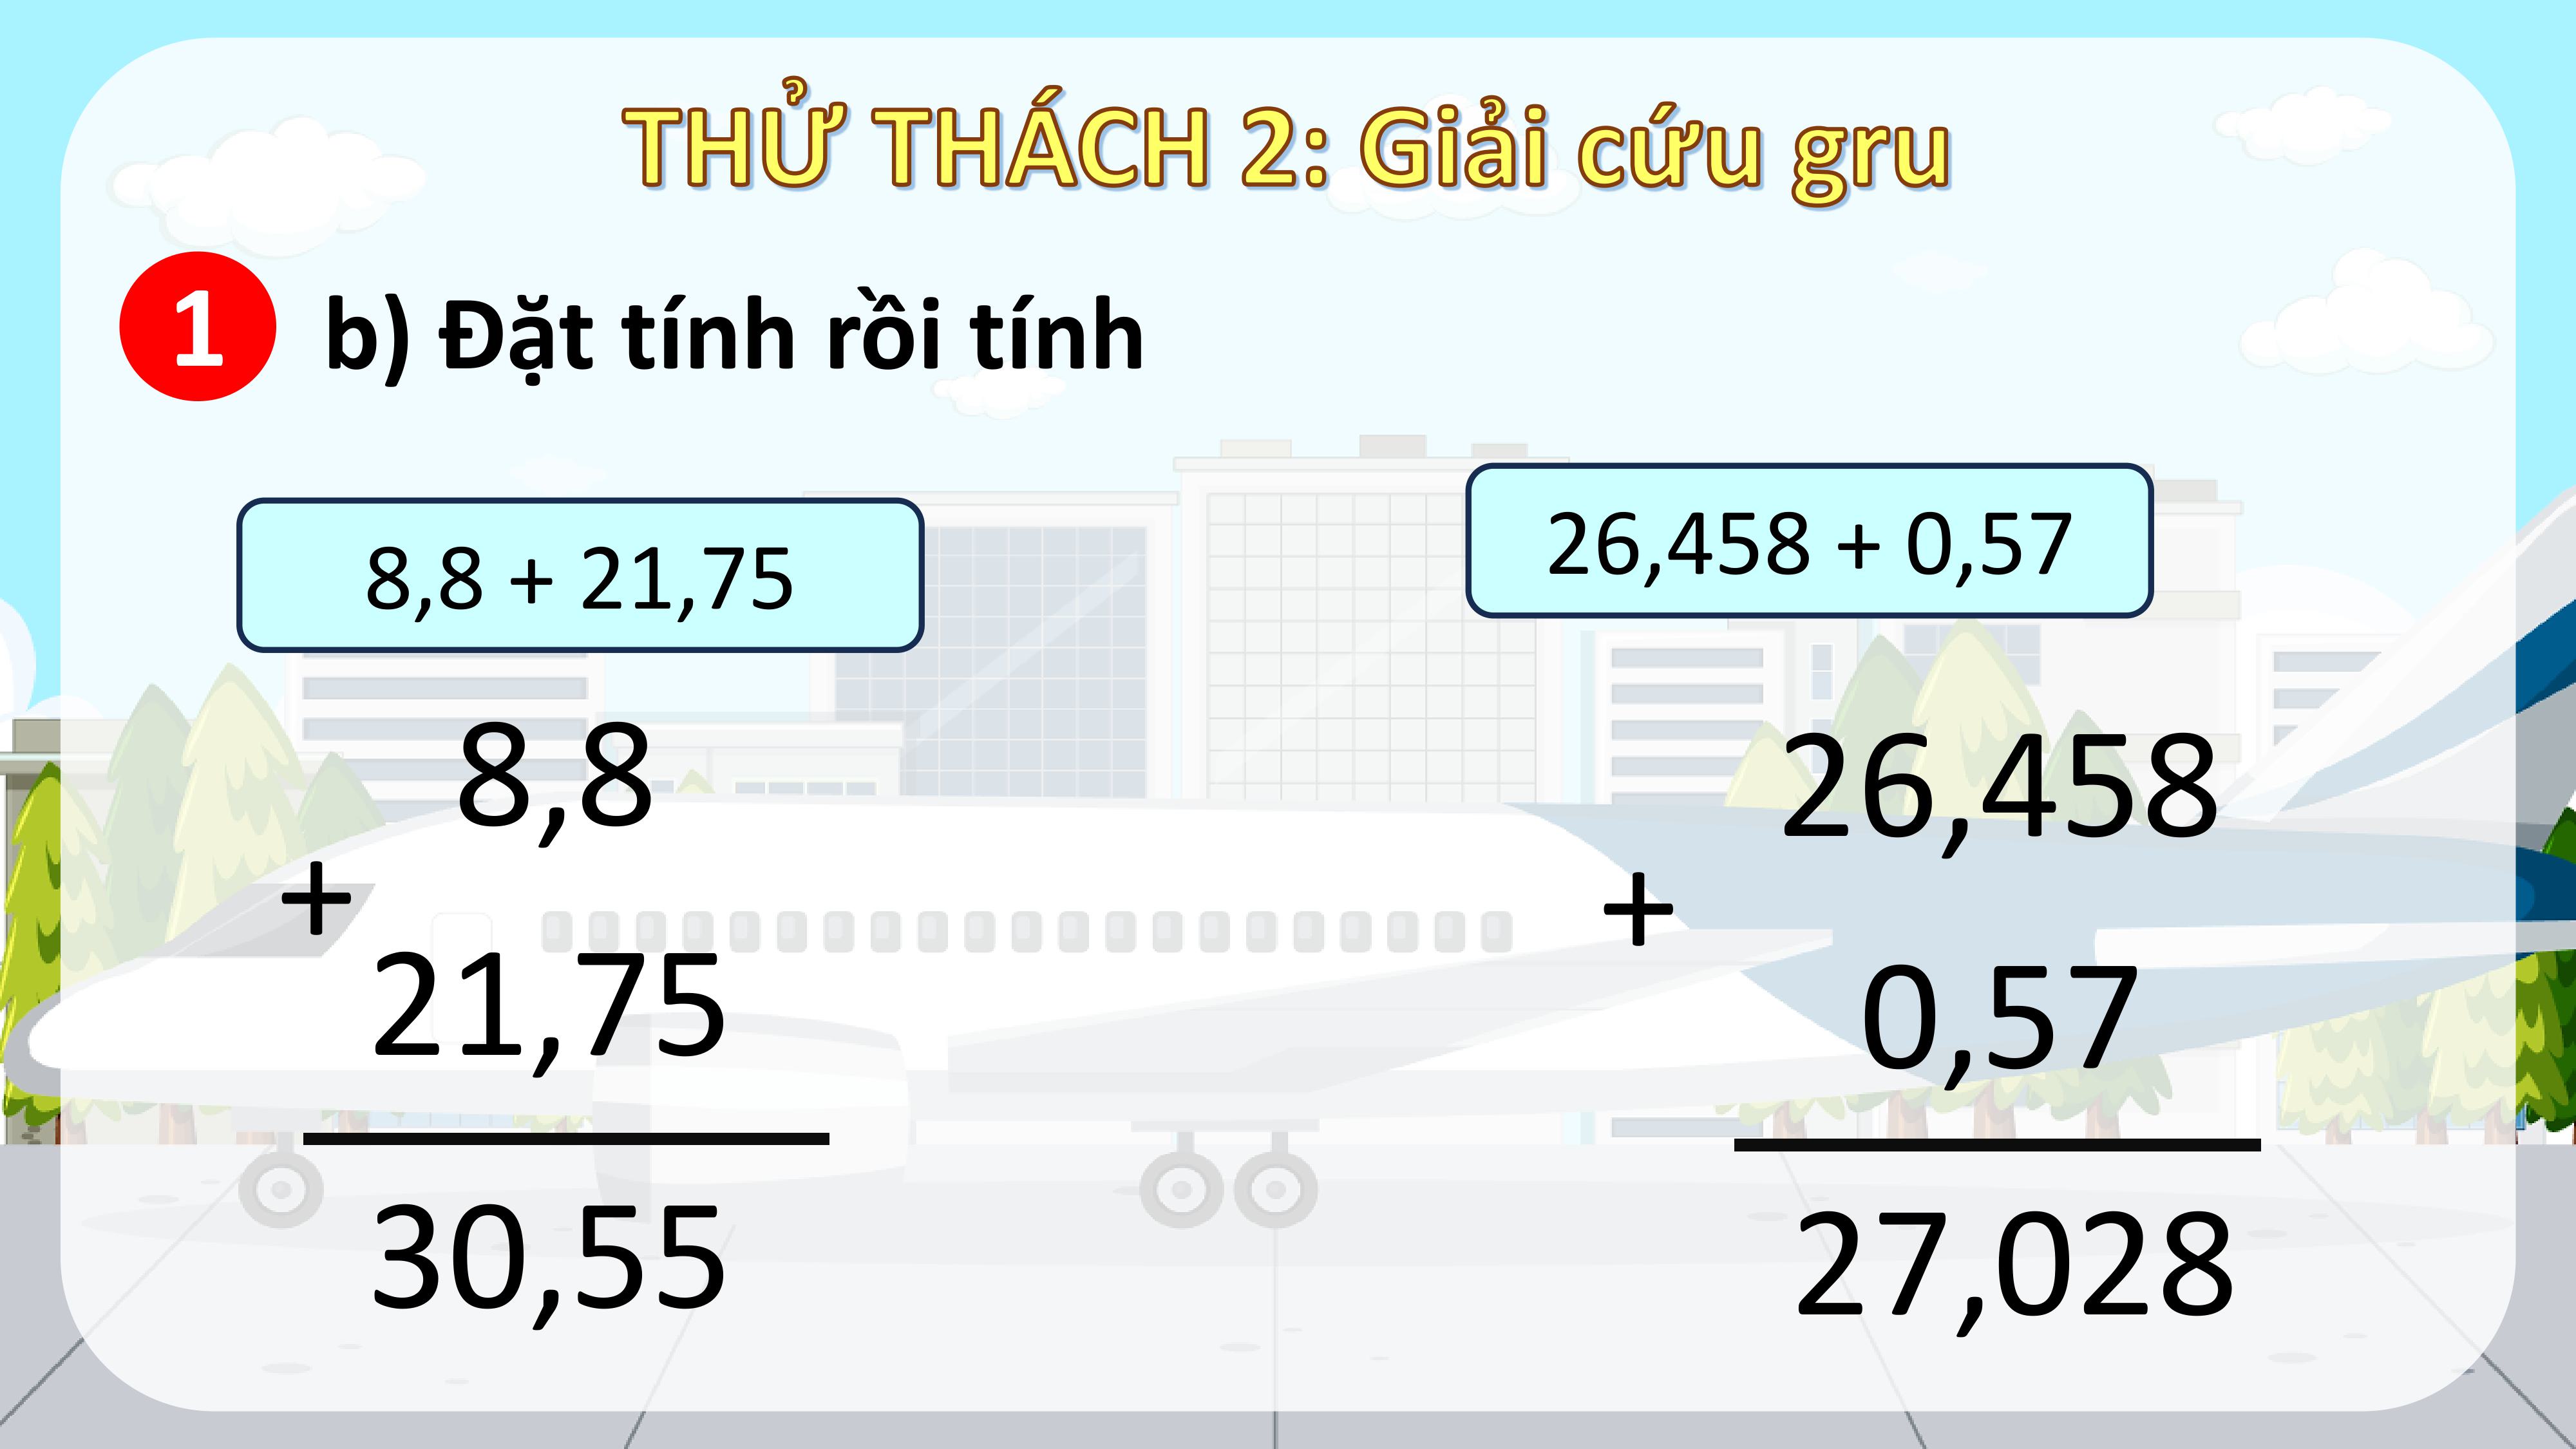 THỬ THÁCH 2: Giải cứu gru
1 b) Đặt tính rồi tính
8,8 + 21,75
26,458 + 0,57
8,8
+
21,75
30,55
26,458
+
0,57
27,028